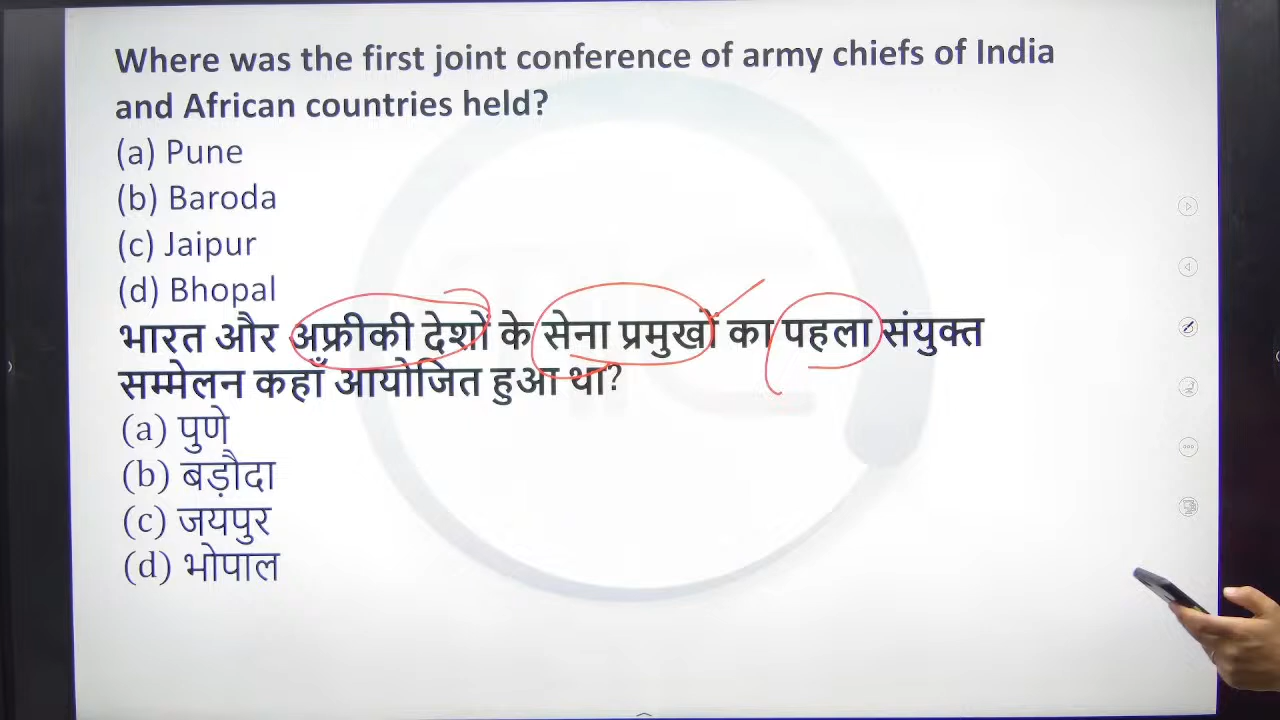 Where was the first joint conference of army chiefs of India
and African countries held?
(a) Pune
(b) Baroda
(c) Jaipur
(d) Bhopal
भारत और अफ्रीकी देशों के सेना प्रमुखों का पहला संयुक्त
सम्मेलन कहाँ आयोजित हुआ था?
(a) पुणे
(b) बड़ौदा
(c) जयपुर
(d) भोपाल